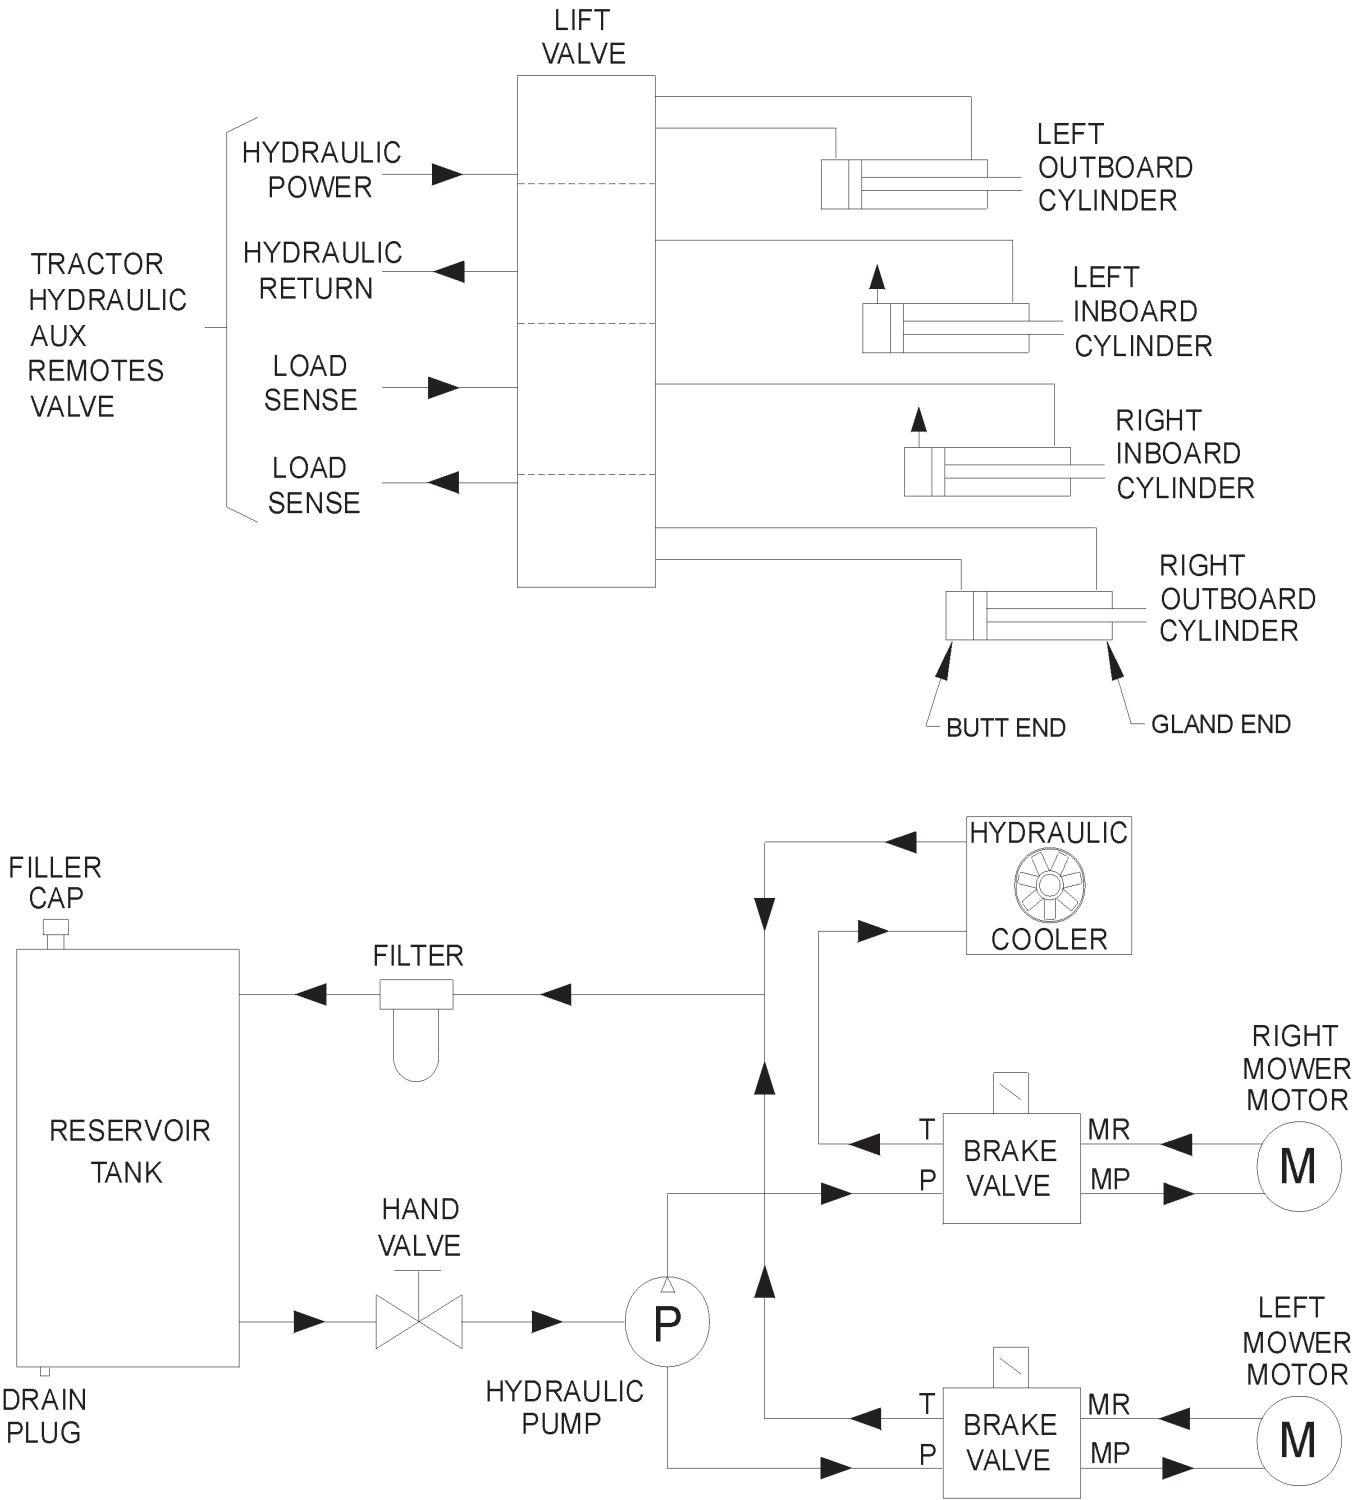 LIFT
VALVE
HYDRAULIC
POWER
HYDRAULIC
RETURN
LOAD
SENSE
LOAD
SENSE
TRACTOR
HYDRAULIC
AUX
REMOTES
VALVE
LEFT
OUTBOARD
CYLINDER
LEFT
INBOARD
CYLINDER
RIGHT
INBOARD
CYLINDER
RIGHT
OUTBOARD
CYLINDER
BUTT END
GLAND END
HYDRAULIC
COOLER
FILLER
CAP
FILTER
RESERVOIR
TANK
DRAIN
PLUG
HAND
VALVE
P
HYDRAULIC
PUMP
RIGHT
MOWER
MOTOR
T
P
BRAKE
VALVE
MR
MP
M
LEFT
MOWER
MOTOR
T
P
BRAKE
VALVE
MR
MP
M